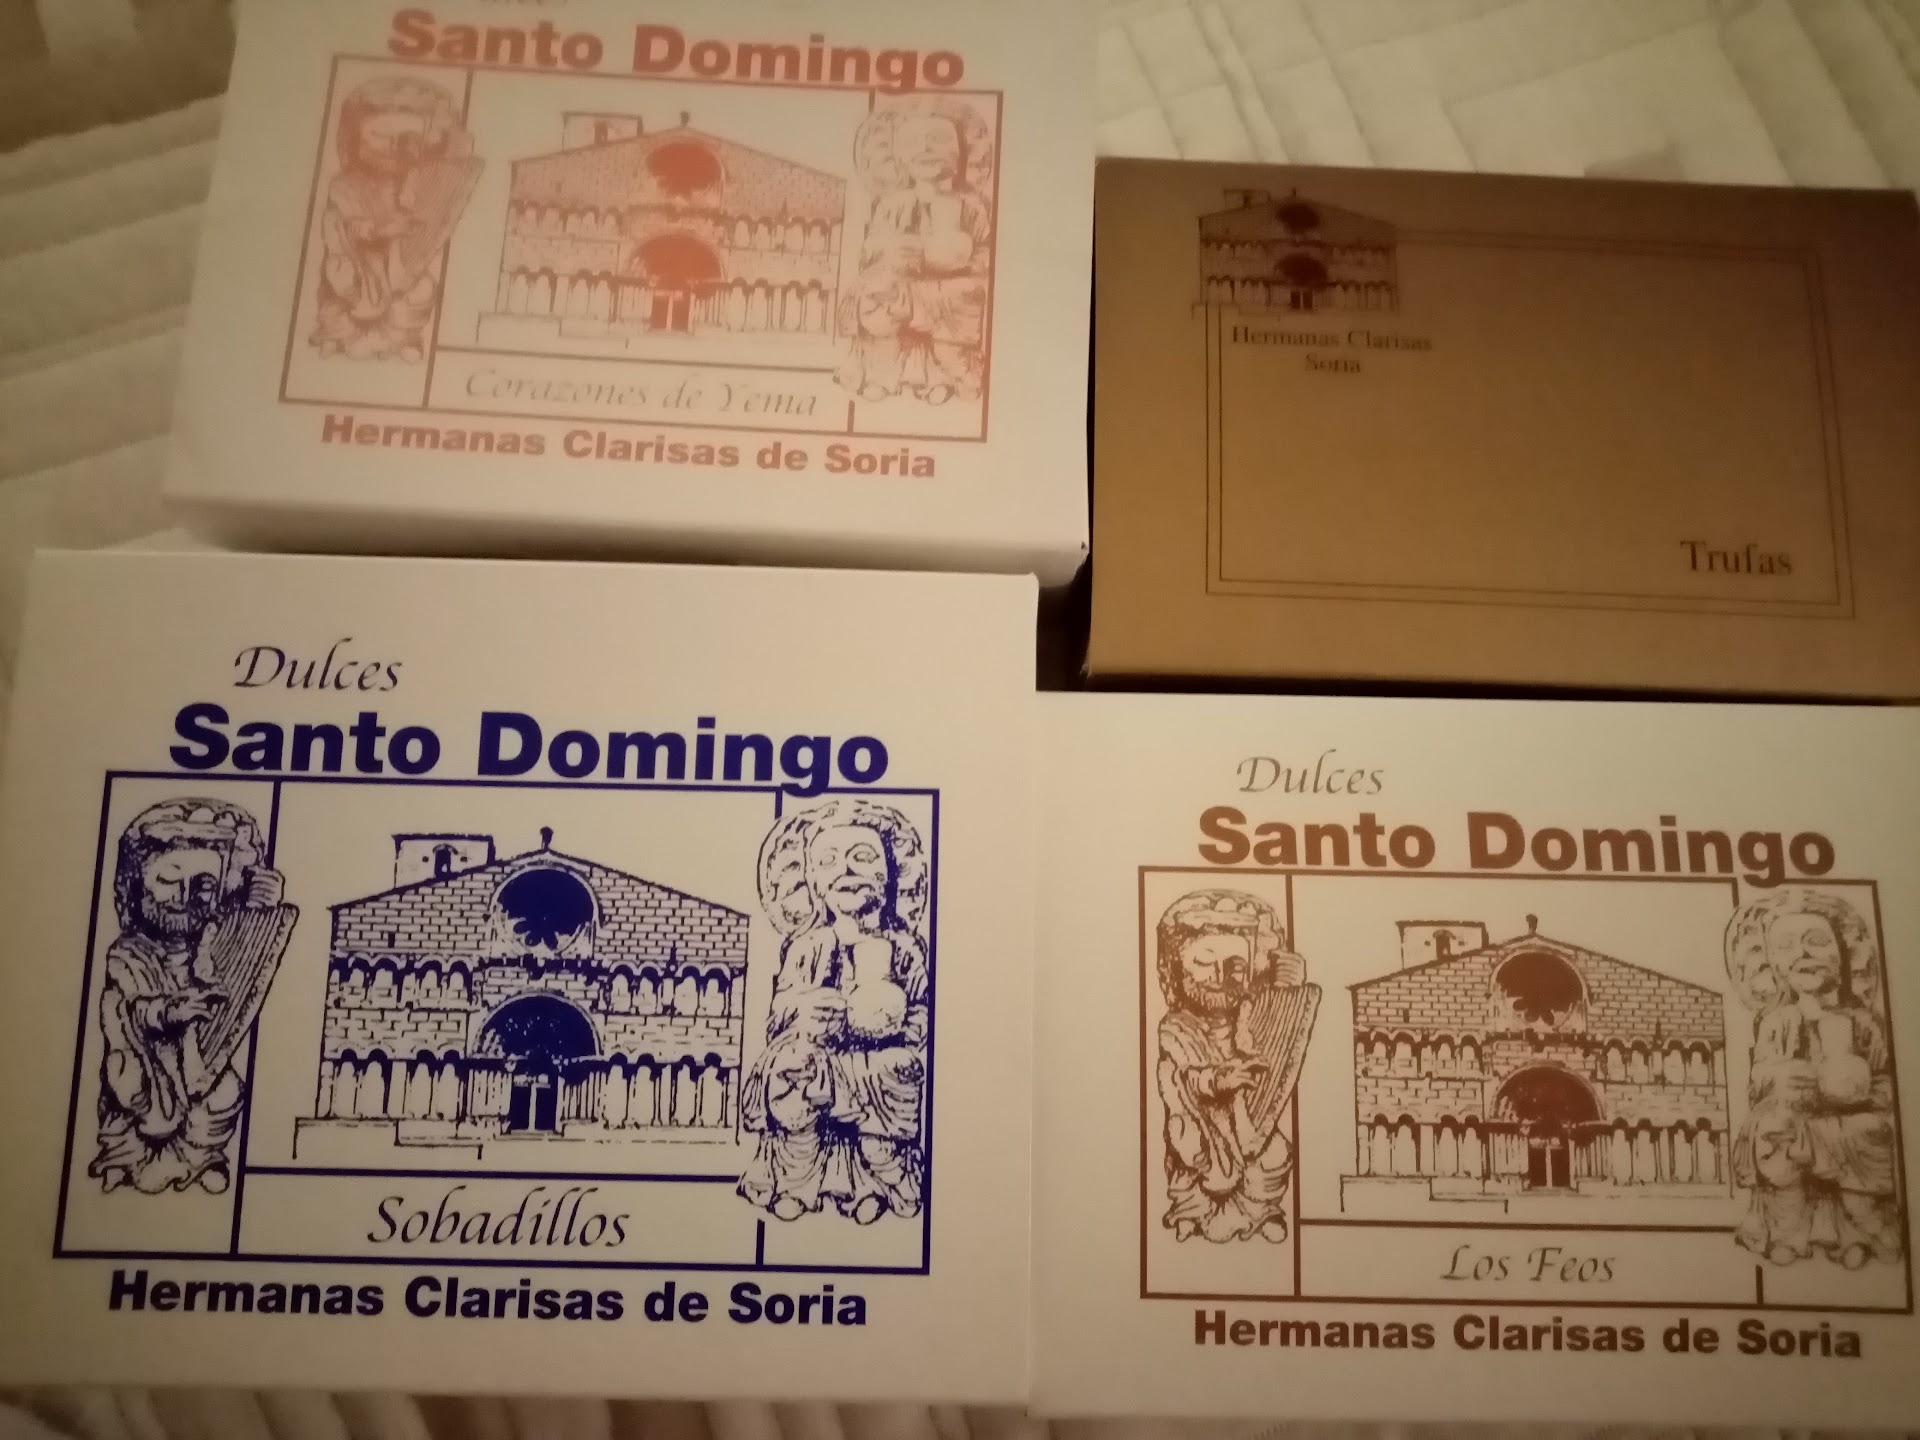 Santo Domingo
Corazones de Yema
Hermanas Clarisas de Soria
Hermanas Clarisas
Soria
Trufas
Dulces
Santo Domingo
Sobadillos
Hermanas Clarisas de Soria
Dulces
Santo Domingo
Los Feos
Hermanas Clarisas de Soria